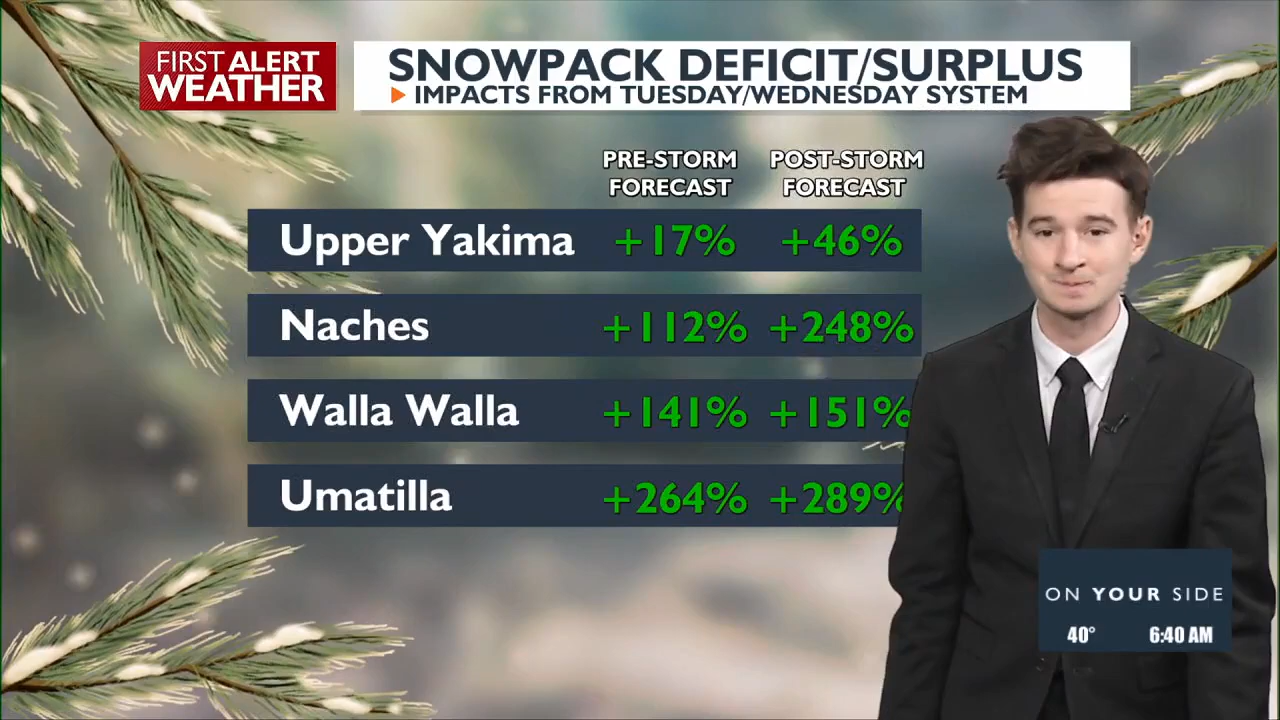 FIRST ALERT
WEATHER
SNOWPACK DEFICIT/SURPLUS
IMPACTS FROM TUESDAY/WEDNESDAY SYSTEM
PRE-STORM POST-STORM
FORECAST FORECAST
Upper Yakima +17% +46%
Naches +112% +248%
Walla Walla +141% +151%
Umatilla +264% +289%
ON YOUR SIDE
40° 6:40 AM